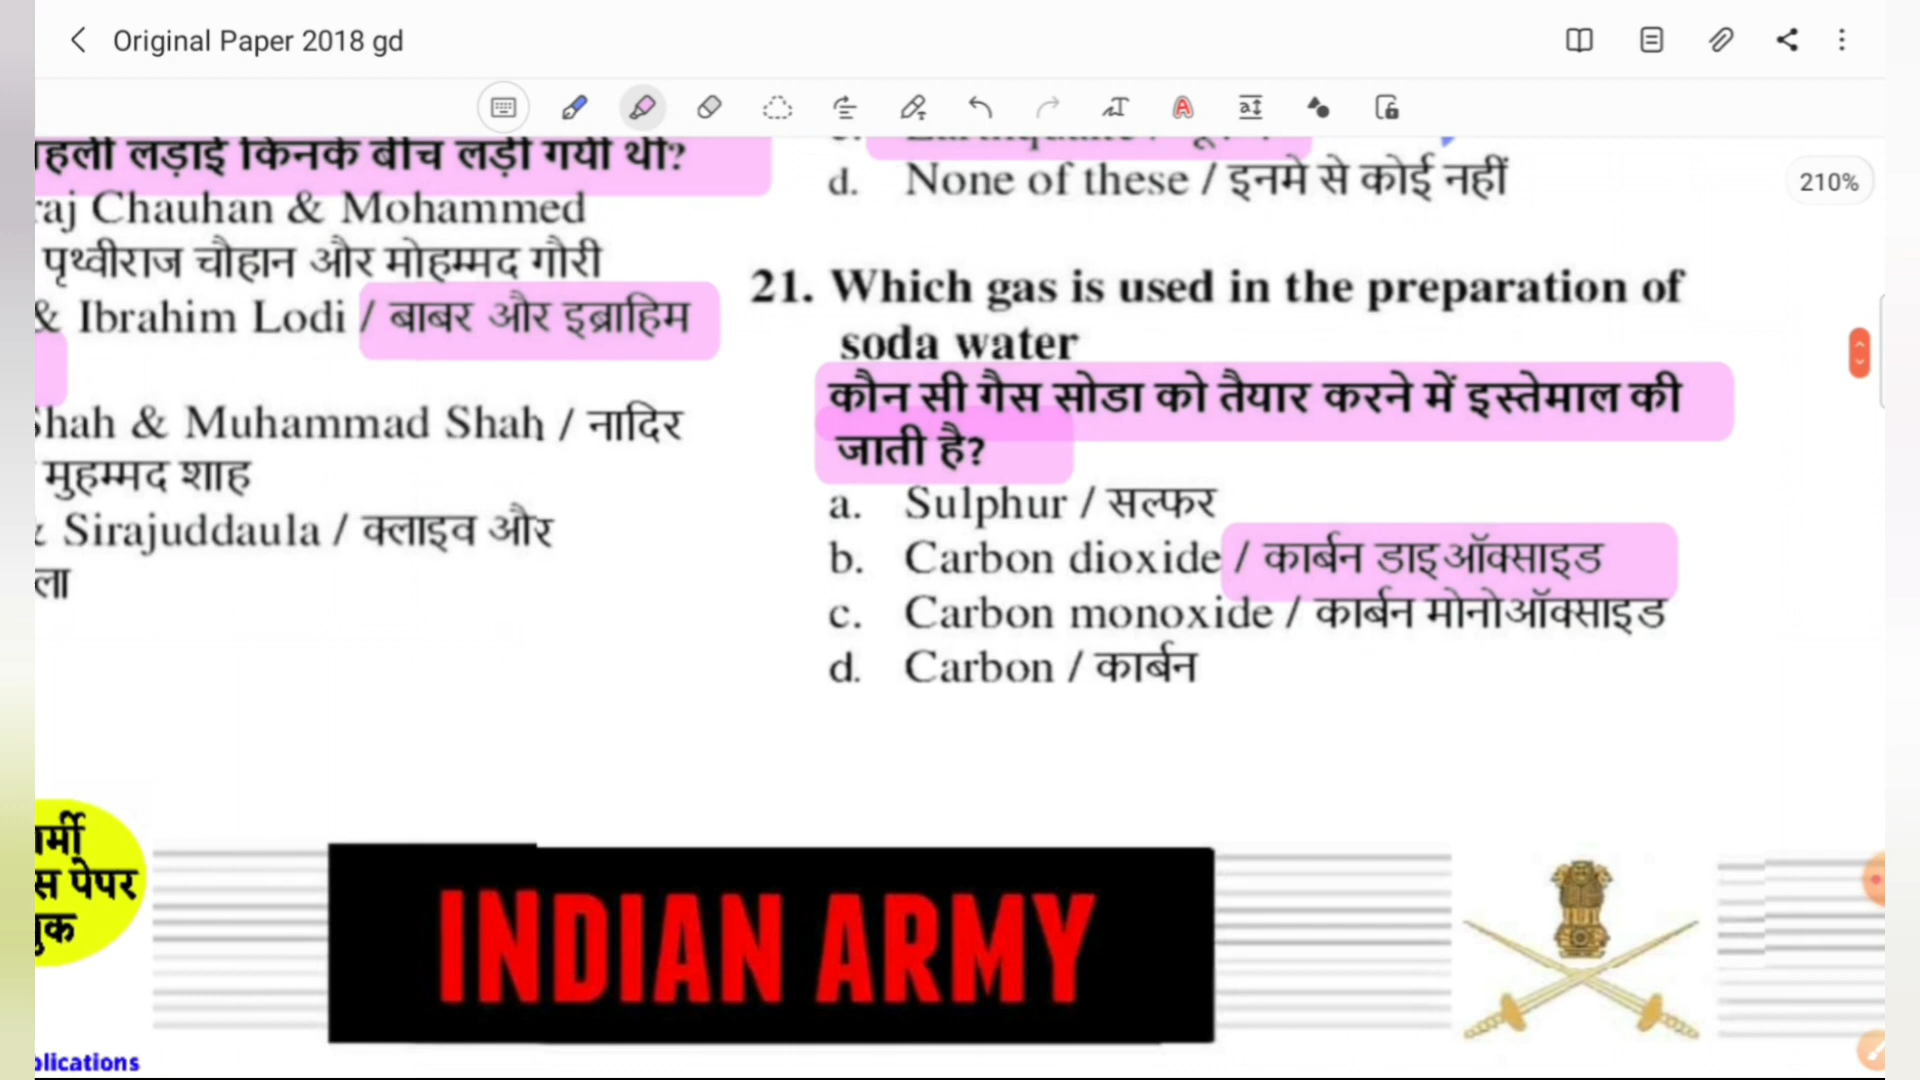 Original Paper 2018 gd
210%
हली लड़ाई किनके बीच लड़ी गयी थी?
raj Chauhan & Mohammed
पृथ्वीराज चौहान और मोहम्मद गौरी
& Ibrahim Lodi / बाबर और इब्राहिम
Shah & Muhammad Shah / नादिर
मुहम्मद शाह
& Sirajuddaula / क्लाइव और
ला
d. None of these / इनमे से कोई नहीं
21. Which gas is used in the preparation of
soda water
कौन सी गैस सोडा को तैयार करने में इस्तेमाल की
जाती है?
a. Sulphur / सल्फर
b. Carbon dioxide / कार्बन डाइऑक्साइड
c. Carbon monoxide / कार्बन मोनोऑक्साइड
d. Carbon / कार्बन
र्मी
स पेपर
बुक
INDIAN ARMY
blications